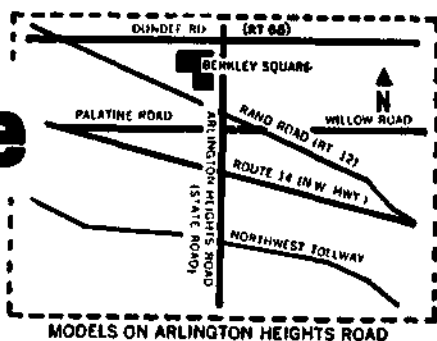 DUNDEE RD (RT 68)
BERKLEY SQUARE
N
PALATINE ROAD
WILLOW ROAD
RAND ROAD (RT 12)
ROUTE 14 (N.W. HWY)
ARLINGTON HEIGHTS ROAD
(STATE ROAD)
NORTHWEST TOLLWAY
MODELS ON ARLINGTON HEIGHTS ROAD
e